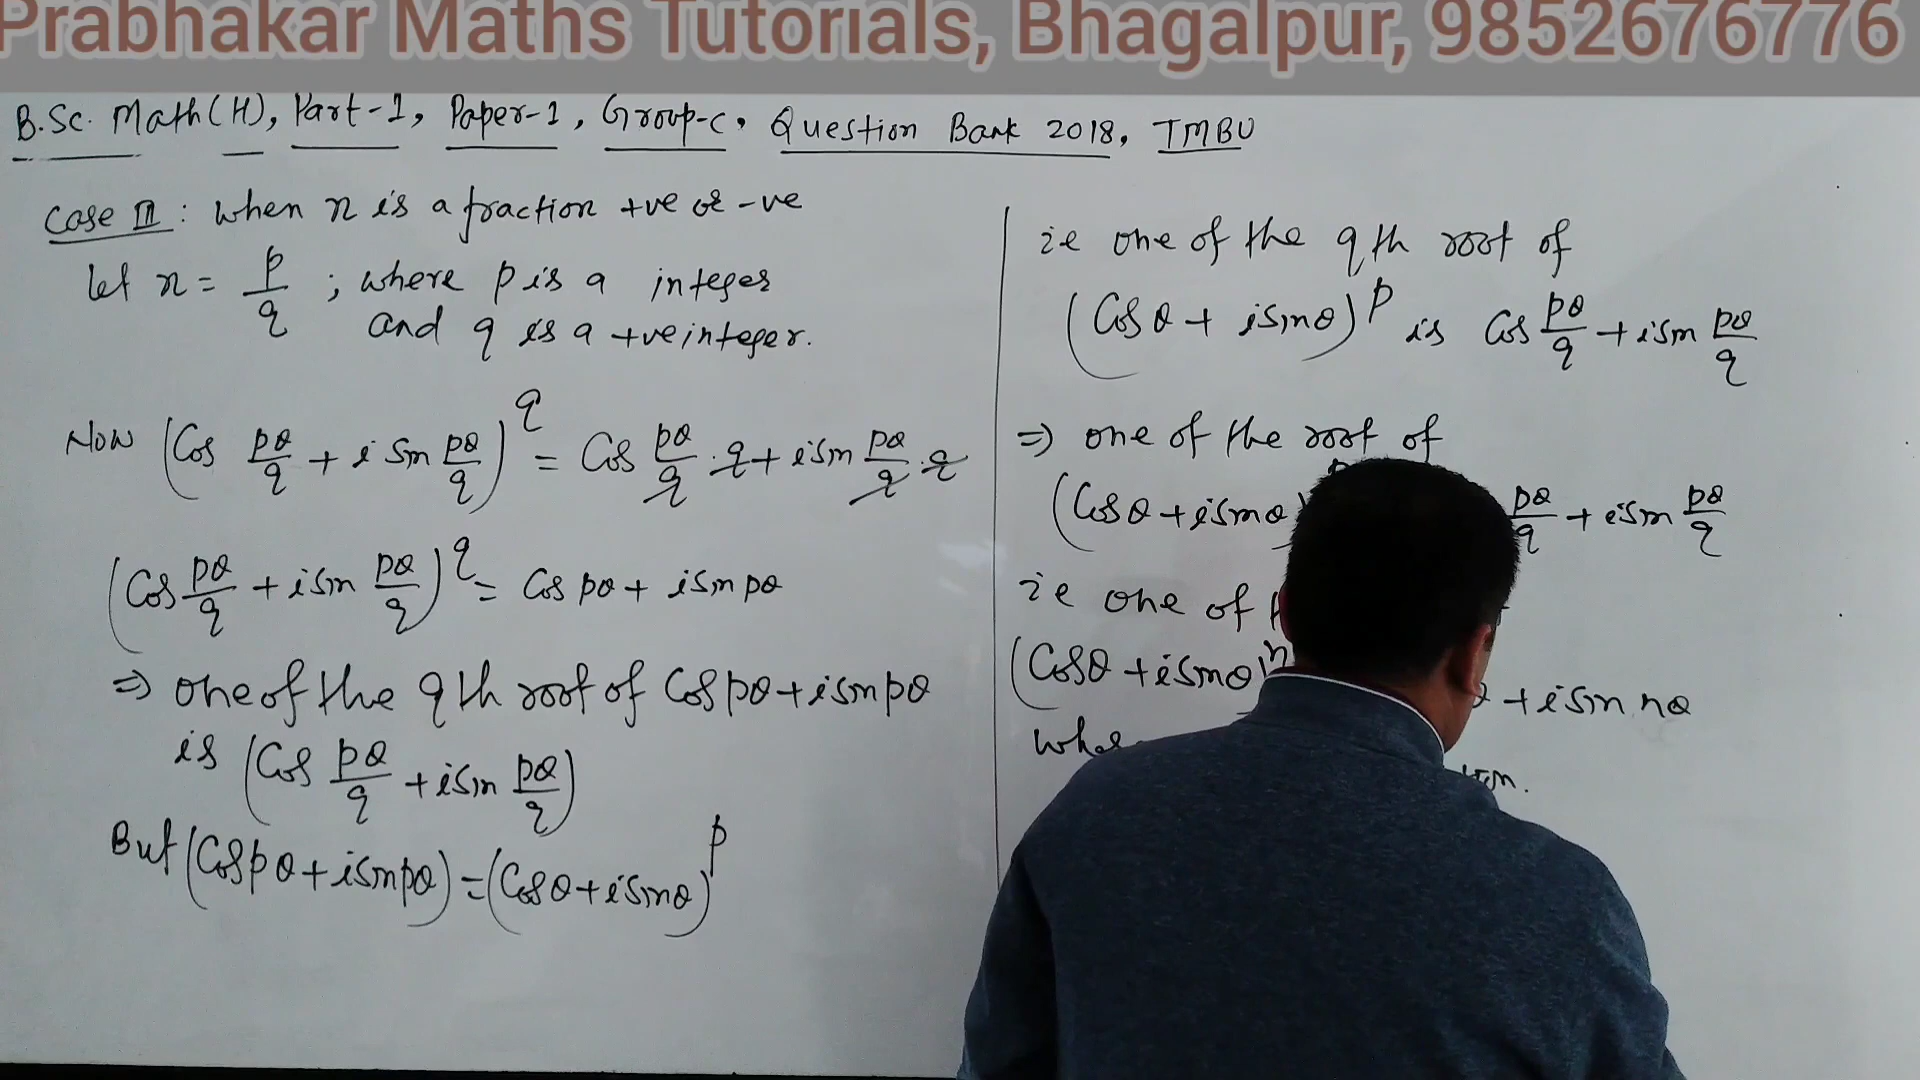 Prabhakar Maths Tutorials, Bhagalpur, 9852676776
B.Sc. Math(H), Part-1, Paper-1, Group-C, Question Bank 2018, TMBU
Case III : when n is a fraction +ve or -ve
let n = p/q ; where p is a integer
and q is a +ve integer.
Now (Cos pθ/q + i Sin pθ/q)^q = Cos pθ/q · q + i Sin pθ/q · q
(Cos pθ/q + i Sin pθ/q)^q = Cos pθ + i Sin pθ
⇒ one of the q th root of Cos pθ + i Sin pθ
is (Cos pθ/q + i Sin pθ/q)
But (Cos pθ + i Sin pθ) = (Cos θ + i Sin θ)^p
ie one of the q th root of
(Cos θ + i Sin θ)^p is Cos pθ/q + i Sin pθ/q
⇒ one of the root of
(Cos θ + i Sin θ) pθ/q + i Sin pθ/q
ie one of
(Cos θ + i Sin θ)^n + i Sin nθ